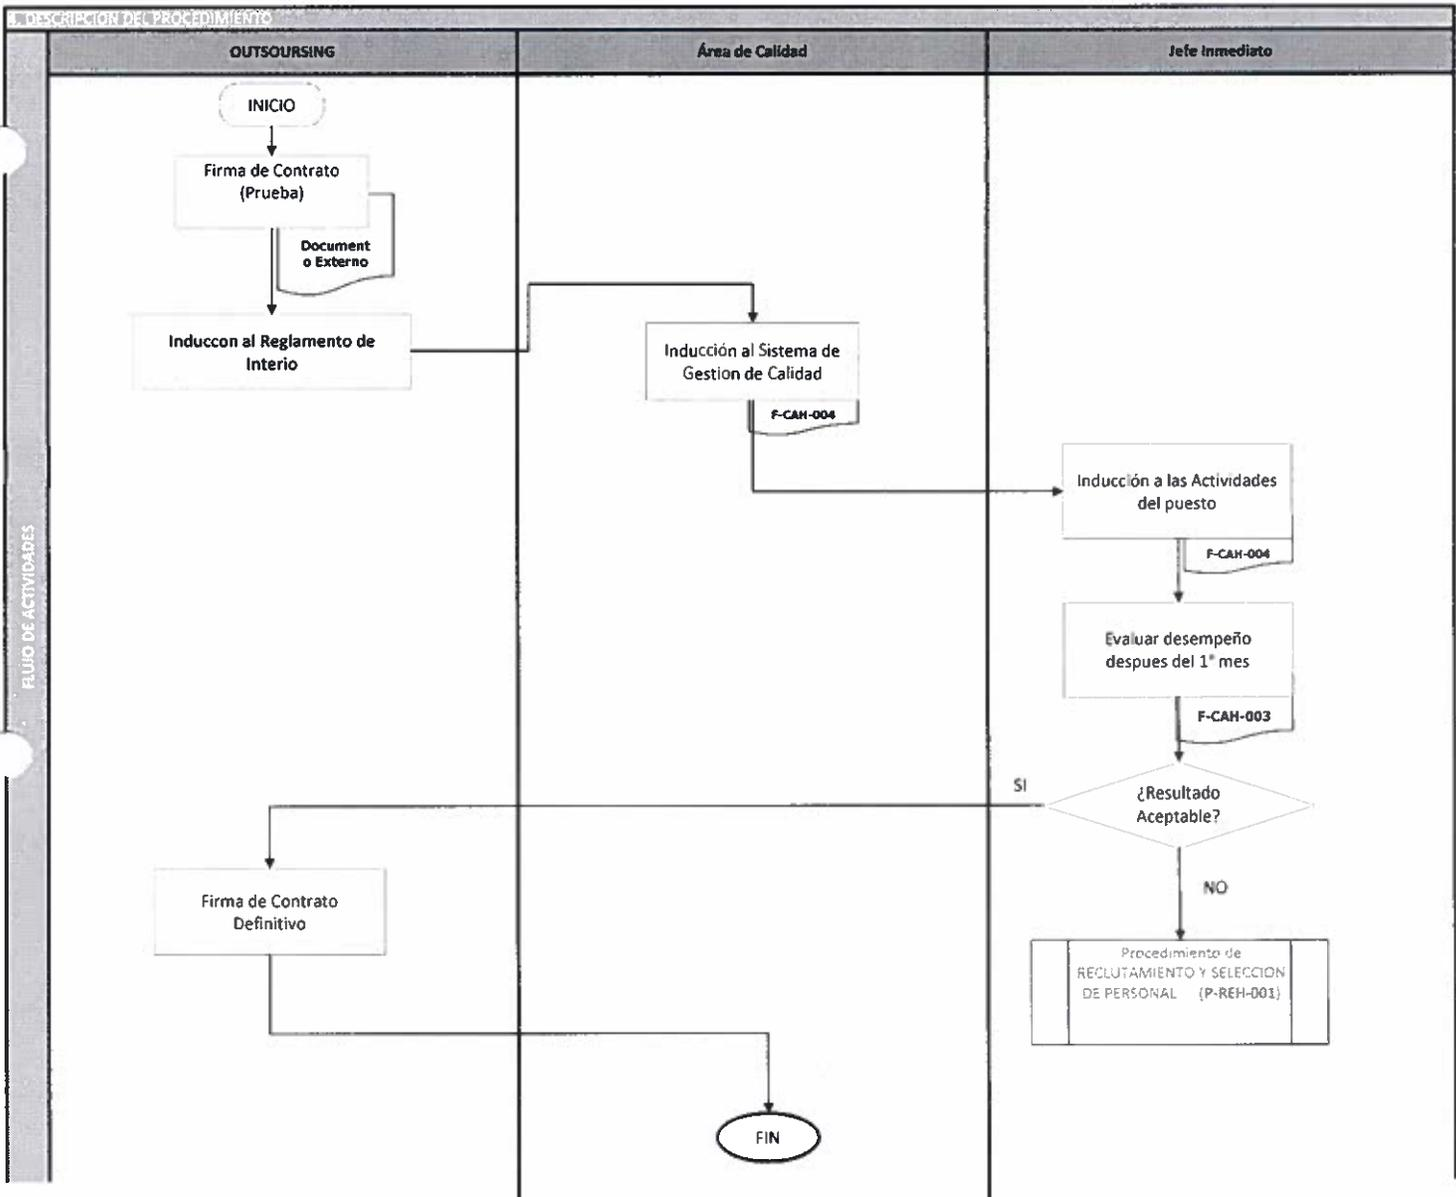 4. DESCRIPCION DEL PROCEDIMIENTO
OUTSOURSING
Área de Calidad
Jefe Inmediato
FLUJO DE ACTIVIDADES
INICIO
Firma de Contrato
(Prueba)
Document
o Externo
Induccon al Reglamento de
Interio
Inducción al Sistema de
Gestion de Calidad
F-CAH-004
Inducción a las Actividades
del puesto
F-CAH-004
Evaluar desempeño
despues del 1° mes
F-CAH-003
¿Resultado
Aceptable?
SI
NO
Firma de Contrato
Definitivo
Procedimiento de
RECLUTAMIENTO Y SELECCION
DE PERSONAL (P-REH-001)
FIN